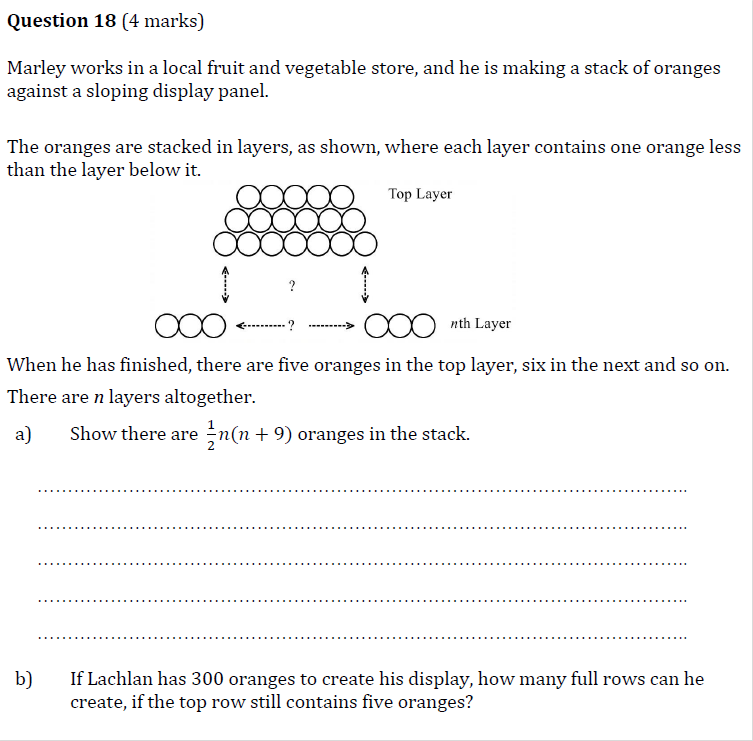 Question 18 (4 marks)
Marley works in a local fruit and vegetable store, and he is making a stack of oranges
against a sloping display panel.
The oranges are stacked in layers, as shown, where each layer contains one orange less
than the layer below it.
Top Layer
?
?
nth Layer
When he has finished, there are five oranges in the top layer, six in the next and so on.
There are n layers altogether.
a) Show there are 1/2 n(n + 9) oranges in the stack.
b) If Lachlan has 300 oranges to create his display, how many full rows can he
create, if the top row still contains five oranges?